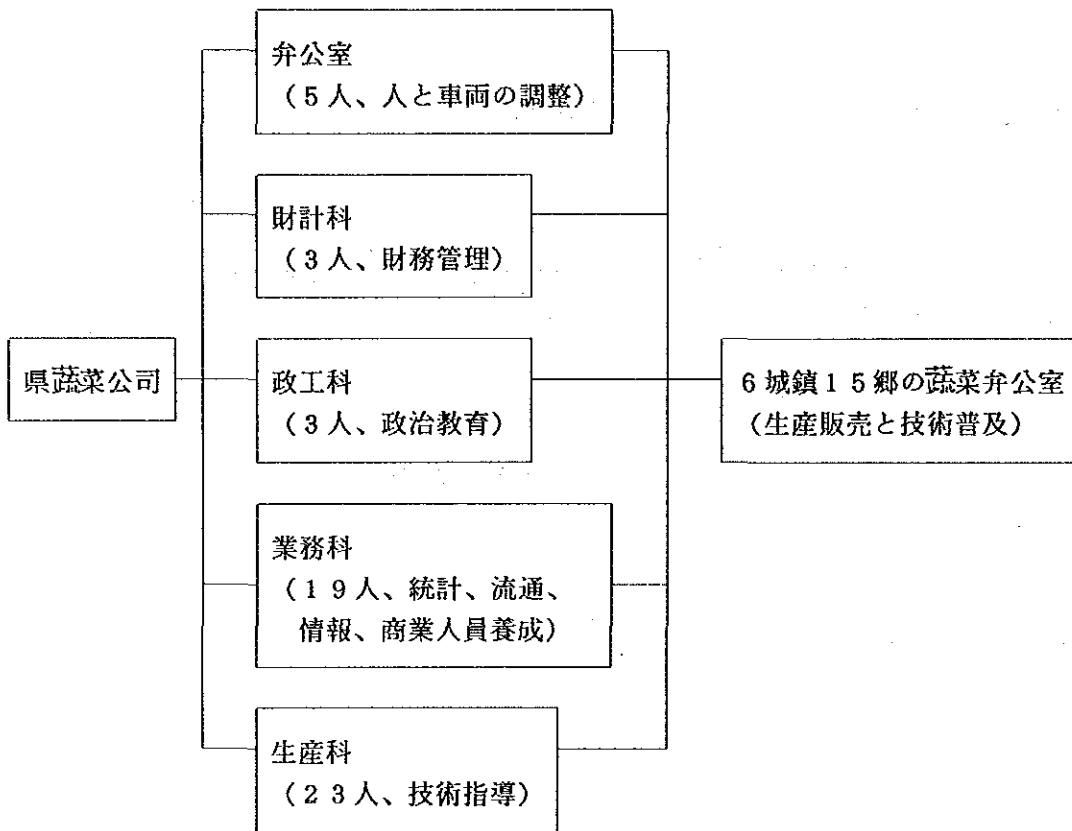 弁公室
（５人、人と車両の調整）
財計科
（３人、財務管理）
県蔬菜公司
政工科
（３人、政治教育）
６城鎮１５郷の蔬菜弁公室
（生産販売と技術普及）
業務科
（１９人、統計、流通、
情報、商業人員養成）
生産科
（２３人、技術指導）